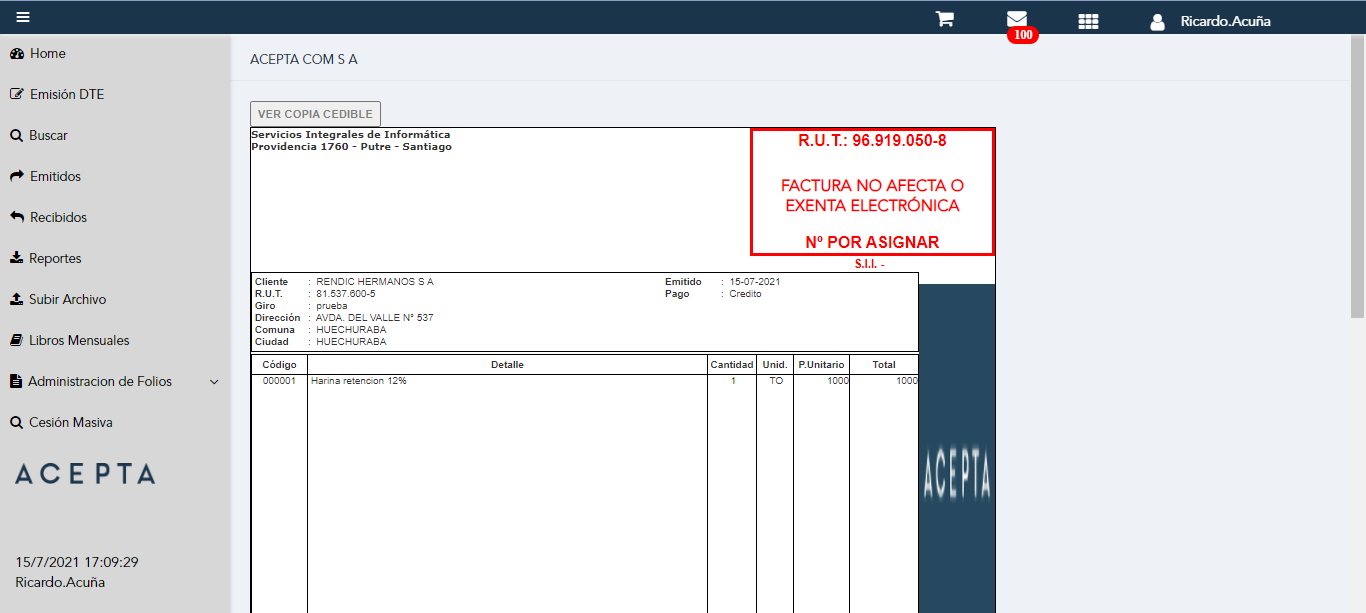 Ricardo.Acuña
100
Home
Emisión DTE
Buscar
Emitidos
Recibidos
Reportes
Subir Archivo
Libros Mensuales
Administracion de Folios
Cesión Masiva
ACEPTA
15/7/2021 17:09:29
Ricardo.Acuña
ACEPTA COM S A
VER COPIA CEDIBLE
Servicios Integrales de Informática
Providencia 1760 - Putre - Santiago
R.U.T.: 96.919.050-8
FACTURA NO AFECTA O
EXENTA ELECTRÓNICA
Nº POR ASIGNAR
S.I.I. -
Cliente : RENDIC HERMANOS S A Emitido : 15-07-2021
R.U.T. : 81.537.600-5 Pago : Credito
Giro : prueba
Dirección : AVDA. DEL VALLE N° 537
Comuna : HUECHURABA
Ciudad : HUECHURABA
Código Detalle Cantidad Unid. P.Unitario Total
000001 Harina retencion 12% 1 TO 1000 1000
ACEPTA